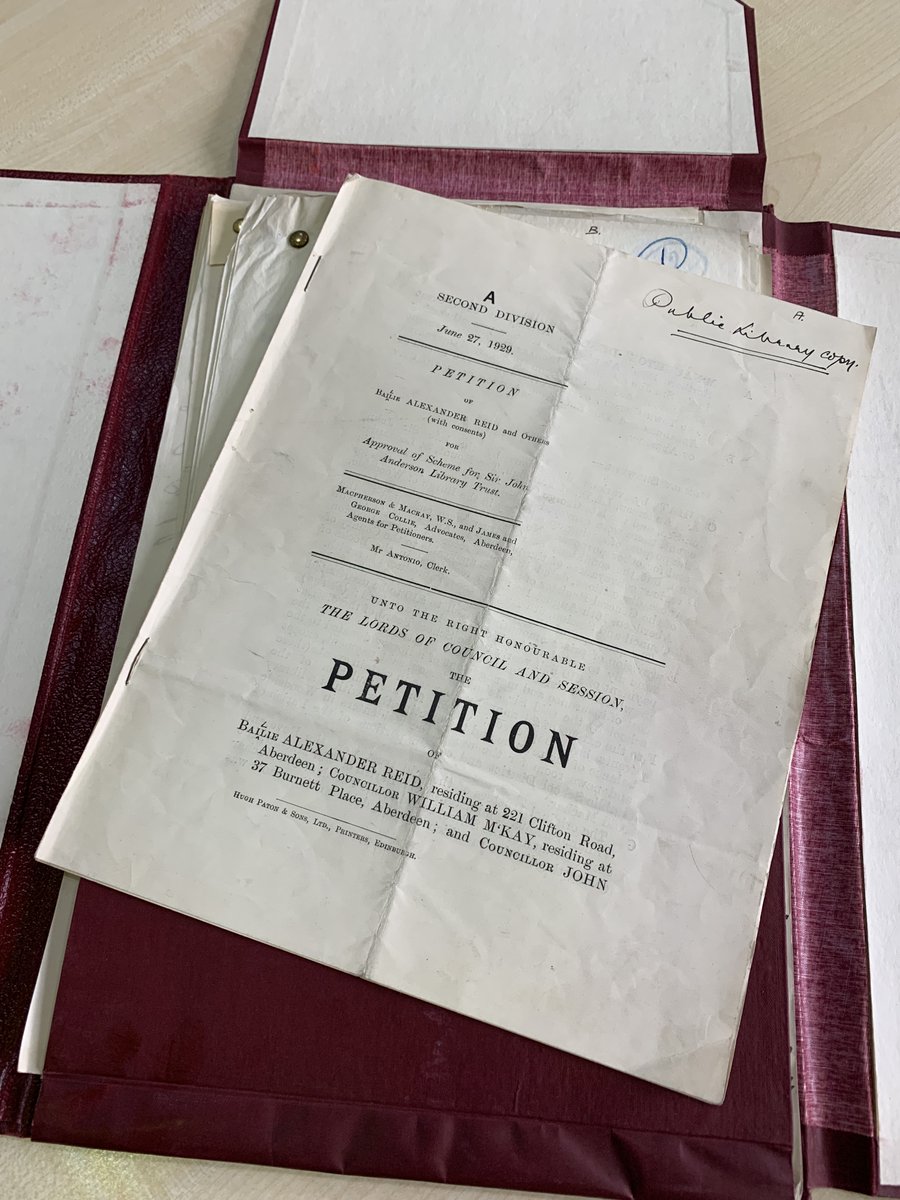 B.
A.
Public Library copy.
A
SECOND DIVISION
June 27, 1929.
PETITION
OF
BAILIE ALEXANDER REID and OTHERS
(with consents)
FOR
Approval of Scheme for Sir John
Anderson Library Trust.
MACPHERSON & MACKAY, W.S., and JAMES and
GEORGE COLLIE, Advocates, Aberdeen,
Agents for Petitioners.
Mr ANTONIO, Clerk.
UNTO THE RIGHT HONOURABLE
THE LORDS OF COUNCIL AND SESSION,
THE
PETITION
OF
BAILIE ALEXANDER REID, residing at 221 Clifton Road,
Aberdeen; COUNCILLOR WILLIAM M‘KAY, residing at
37 Burnett Place, Aberdeen; and COUNCILLOR JOHN
HUGH PATON & SONS, LTD., PRINTERS, EDINBURGH.